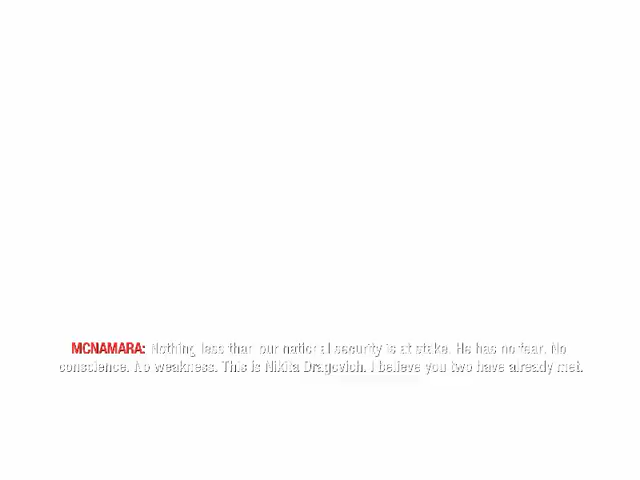 MCNAMARA: Nothing less than our national security is at stake. He has no fear. No
conscience. No weakness. This is Nikita Dragovich. I believe you two have already met.